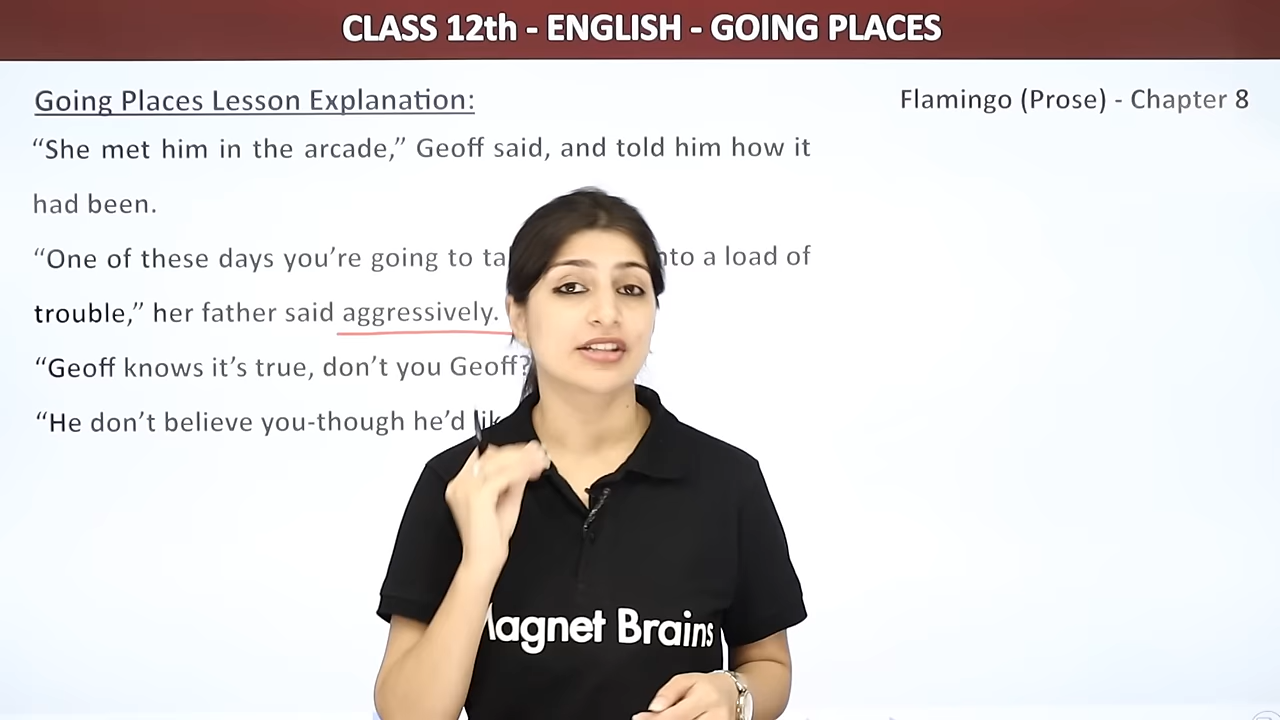 CLASS 12th - ENGLISH - GOING PLACES
Going Places Lesson Explanation:
Flamingo (Prose) - Chapter 8
“She met him in the arcade,” Geoff said, and told him how it
had been.
“One of these days you’re going to a load of
trouble,” her father said aggressively.
“Geoff knows it’s true, don’t you Geoff?
“He don’t believe you-though he’d
Magnet Brains